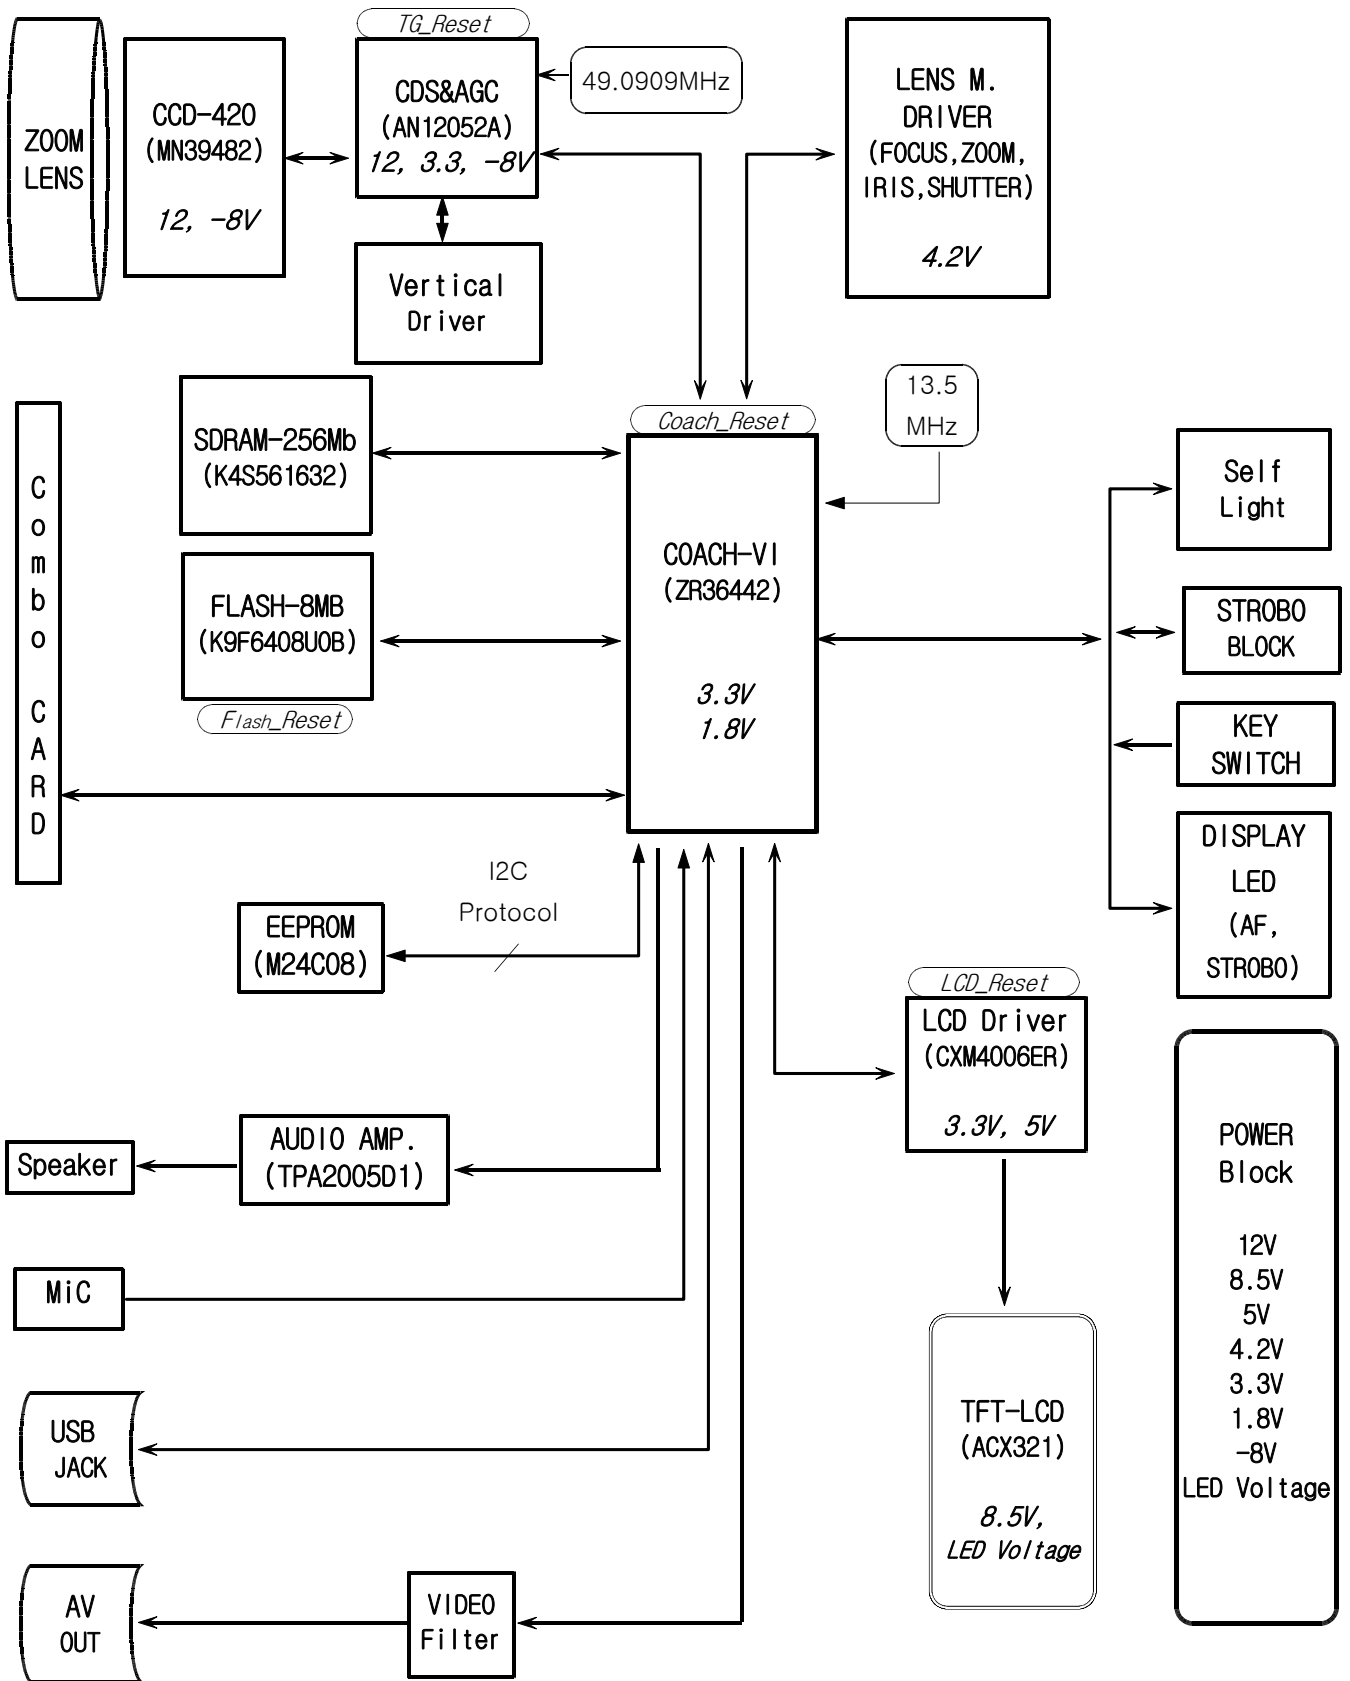 ZOOM
LENS
CCD-420
(MN39482)
12, -8V
TG_Reset
CDS&AGC
(AN12052A)
12, 3.3, -8V
49.0909MHz
Vertical
Driver
LENS M.
DRIVER
(FOCUS,ZOOM,
IRIS,SHUTTER)
4.2V
Combo CARD
SDRAM-256Mb
(K4S561632)
FLASH-8MB
(K9F6408U0B)
Flash_Reset
Coach_Reset
COACH-VI
(ZR36442)
3.3V
1.8V
13.5
MHz
Self
Light
STROBO
BLOCK
KEY
SWITCH
DISPLAY
LED
(AF,
STROBO)
I2C
Protocol
EEPROM
(M24C08)
LCD_Reset
LCD Driver
(CXM4006ER)
3.3V, 5V
Speaker
AUDIO AMP.
(TPA2005D1)
MiC
USB
JACK
AV
OUT
VIDEO
Filter
TFT-LCD
(ACX321)
8.5V,
LED Voltage
POWER
Block
12V
8.5V
5V
4.2V
3.3V
1.8V
-8V
LED Voltage